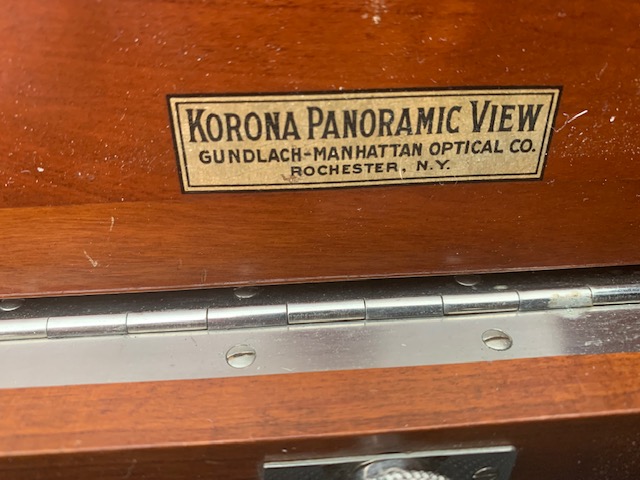 KORONA PANORAMIC VIEW
GUNDLACH-MANHATTAN OPTICAL CO.
ROCHESTER, N.Y.